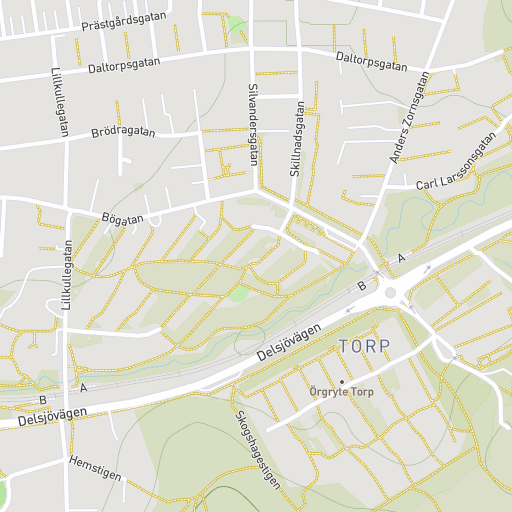 Prästgårdsgatan
Daltorpsgatan
Daltorpsgatan
Lillkullegatan
Silvandersgatan
Skillnadsgatan
Anders Zornsgatan
Brödragatan
Carl Larssonsgatan
Bögatan
Lillkullegatan
A
B
Delsjövägen
TORP
Örgryte Torp
A
B
Delsjövägen
Skogshagestigen
Hemstigen